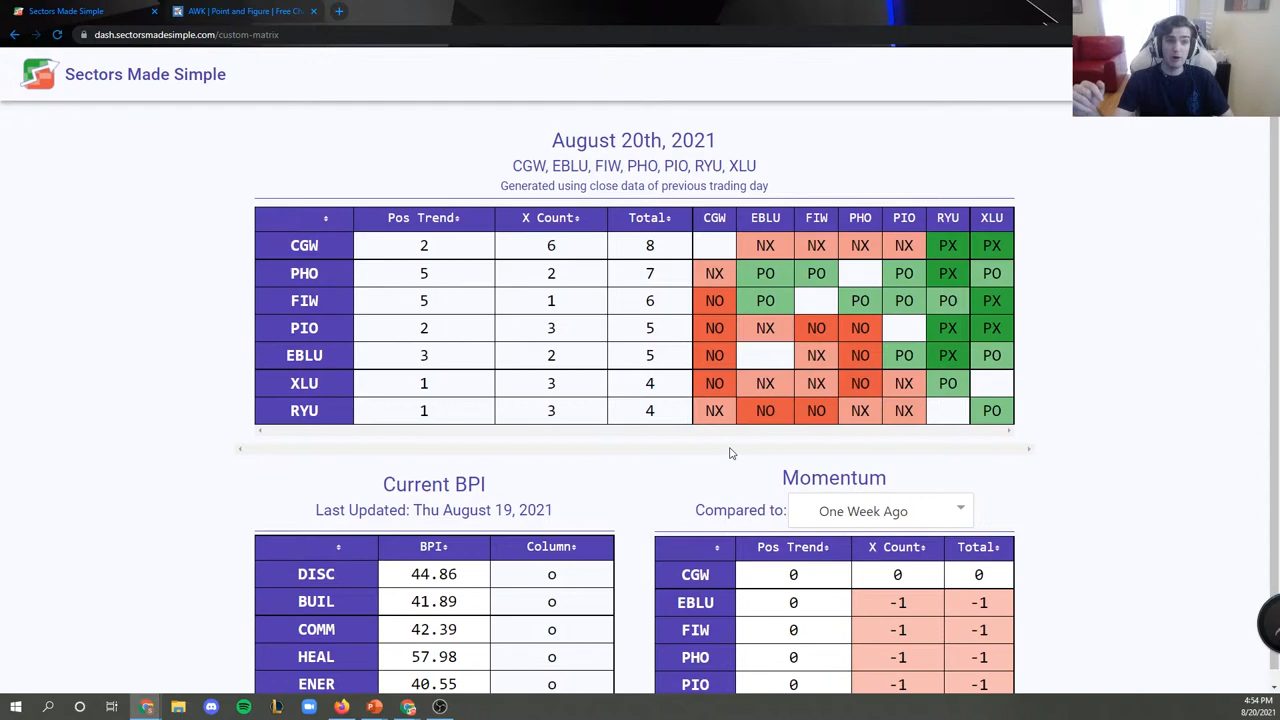 Sectors Made Simple
AWK | Point and Figure | Free Ch
dash.sectorsmadesimple.com/custom-matrix
Sectors Made Simple
August 20th, 2021
CGW, EBLU, FIW, PHO, PIO, RYU, XLU
Generated using close data of previous trading day
Pos Trend X Count Total CGW EBLU FIW PHO PIO RYU XLU
CGW 2 6 8 NX NX NX NX PX PX
PHO 5 2 7 NX PO PO PO PX PO
FIW 5 1 6 NO PO PO PO PO PX
PIO 2 3 5 NO NX NO NO PX PX
EBLU 3 2 5 NO NX NO PO PX PO
XLU 1 3 4 NO NX NX NO NX PO
RYU 1 3 4 NX NO NO NX NX PO
Current BPI
Last Updated: Thu August 19, 2021
BPI Column
DISC 44.86 o
BUIL 41.89 o
COMM 42.39 o
HEAL 57.98 o
ENER 40.55 o
Momentum
Compared to: One Week Ago
Pos Trend X Count Total
CGW 0 0 0
EBLU 0 -1 -1
FIW 0 -1 -1
PHO 0 -1 -1
PIO 0 -1 -1
4:54 PM
8/20/2021